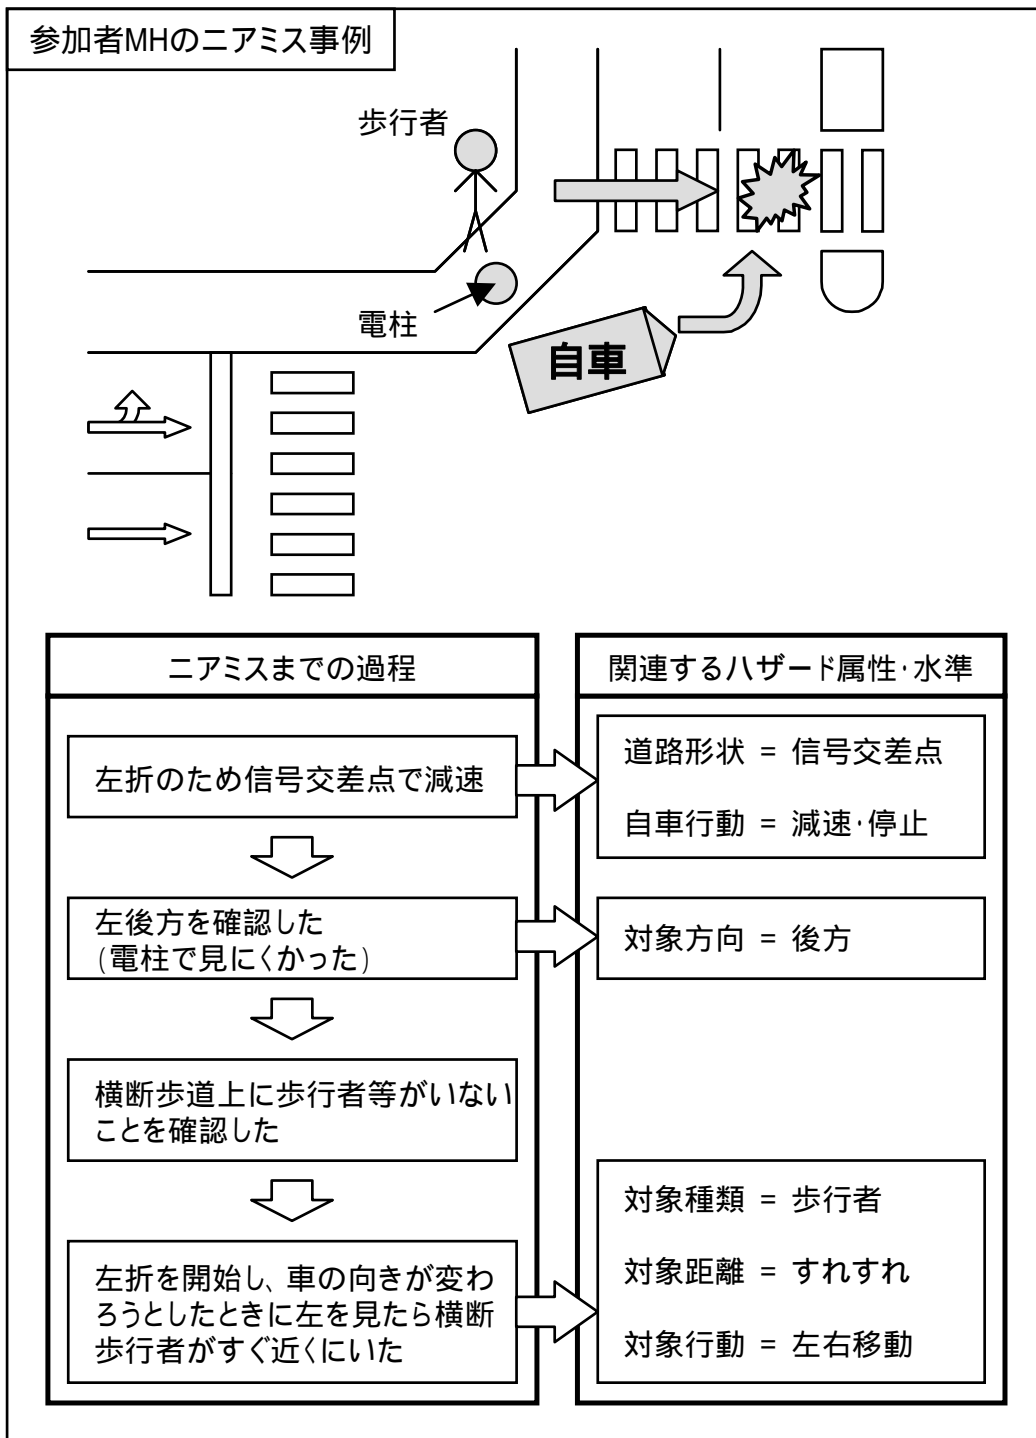 参加者MHのニアミス事例
歩行者
電柱
自車
ニアミスまでの過程
関連するハザード属性･水準
左折のため信号交差点で減速
道路形状 = 信号交差点
自車行動 = 減速･停止
左後方を確認した
(電柱で見にくかった)
対象方向 = 後方
横断歩道上に歩行者等がいない
ことを確認した
左折を開始し、車の向きが変わ
ろうとしたときに左を見たら横断
歩行者がすぐ近くにいた
対象種類 = 歩行者
対象距離 = すれすれ
対象行動 = 左右移動